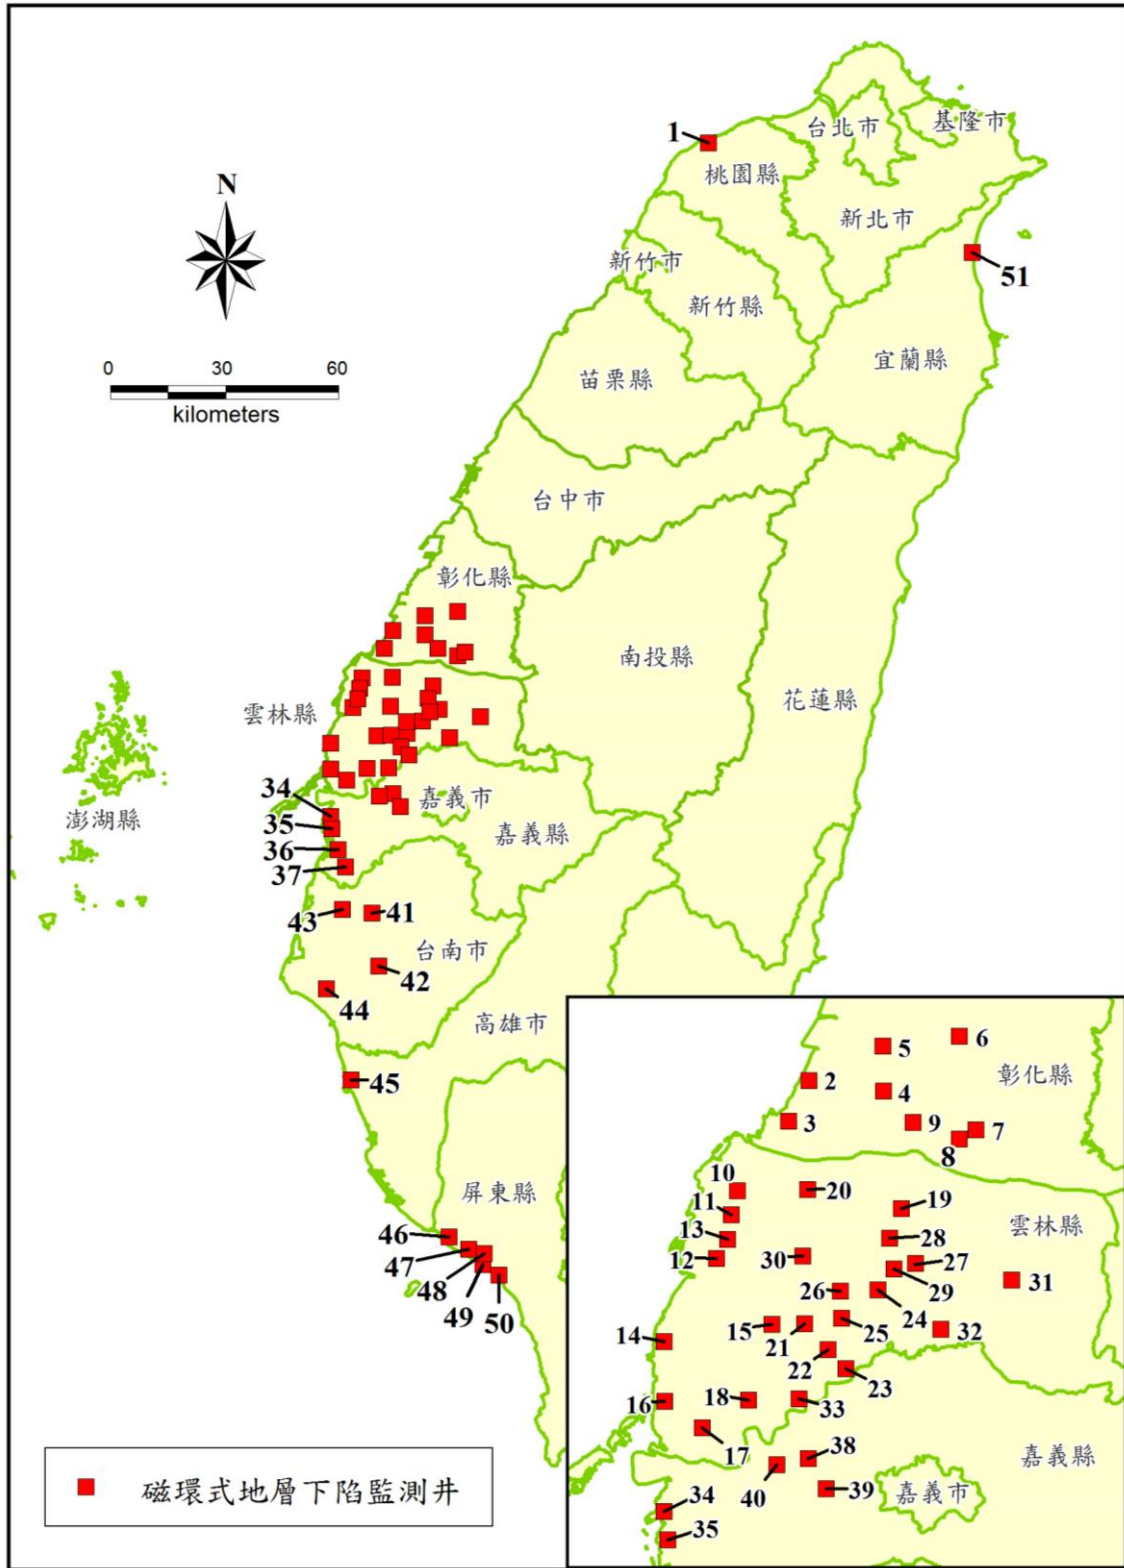 台北市
基隆市
1
桃園縣
N
新北市
新竹市
51
新竹縣
宜蘭縣
0 30 60
kilometers
苗栗縣
台中市
彰化縣
南投縣
花蓮縣
雲林縣
34
嘉義市
澎湖縣
35
嘉義縣
36
37
43
41
台南市
42
44
高雄市
45
屏東縣
46
47
48
49
50
磁環式地層下陷監測井
6
5
彰化縣
2
4
3
9
7
8
10
20
19
11
雲林縣
13
28
12
30
27
29
31
26
24
15
21
25
32
14
22
23
16
18
33
17
38
嘉義縣
40
39
嘉義市
34
35